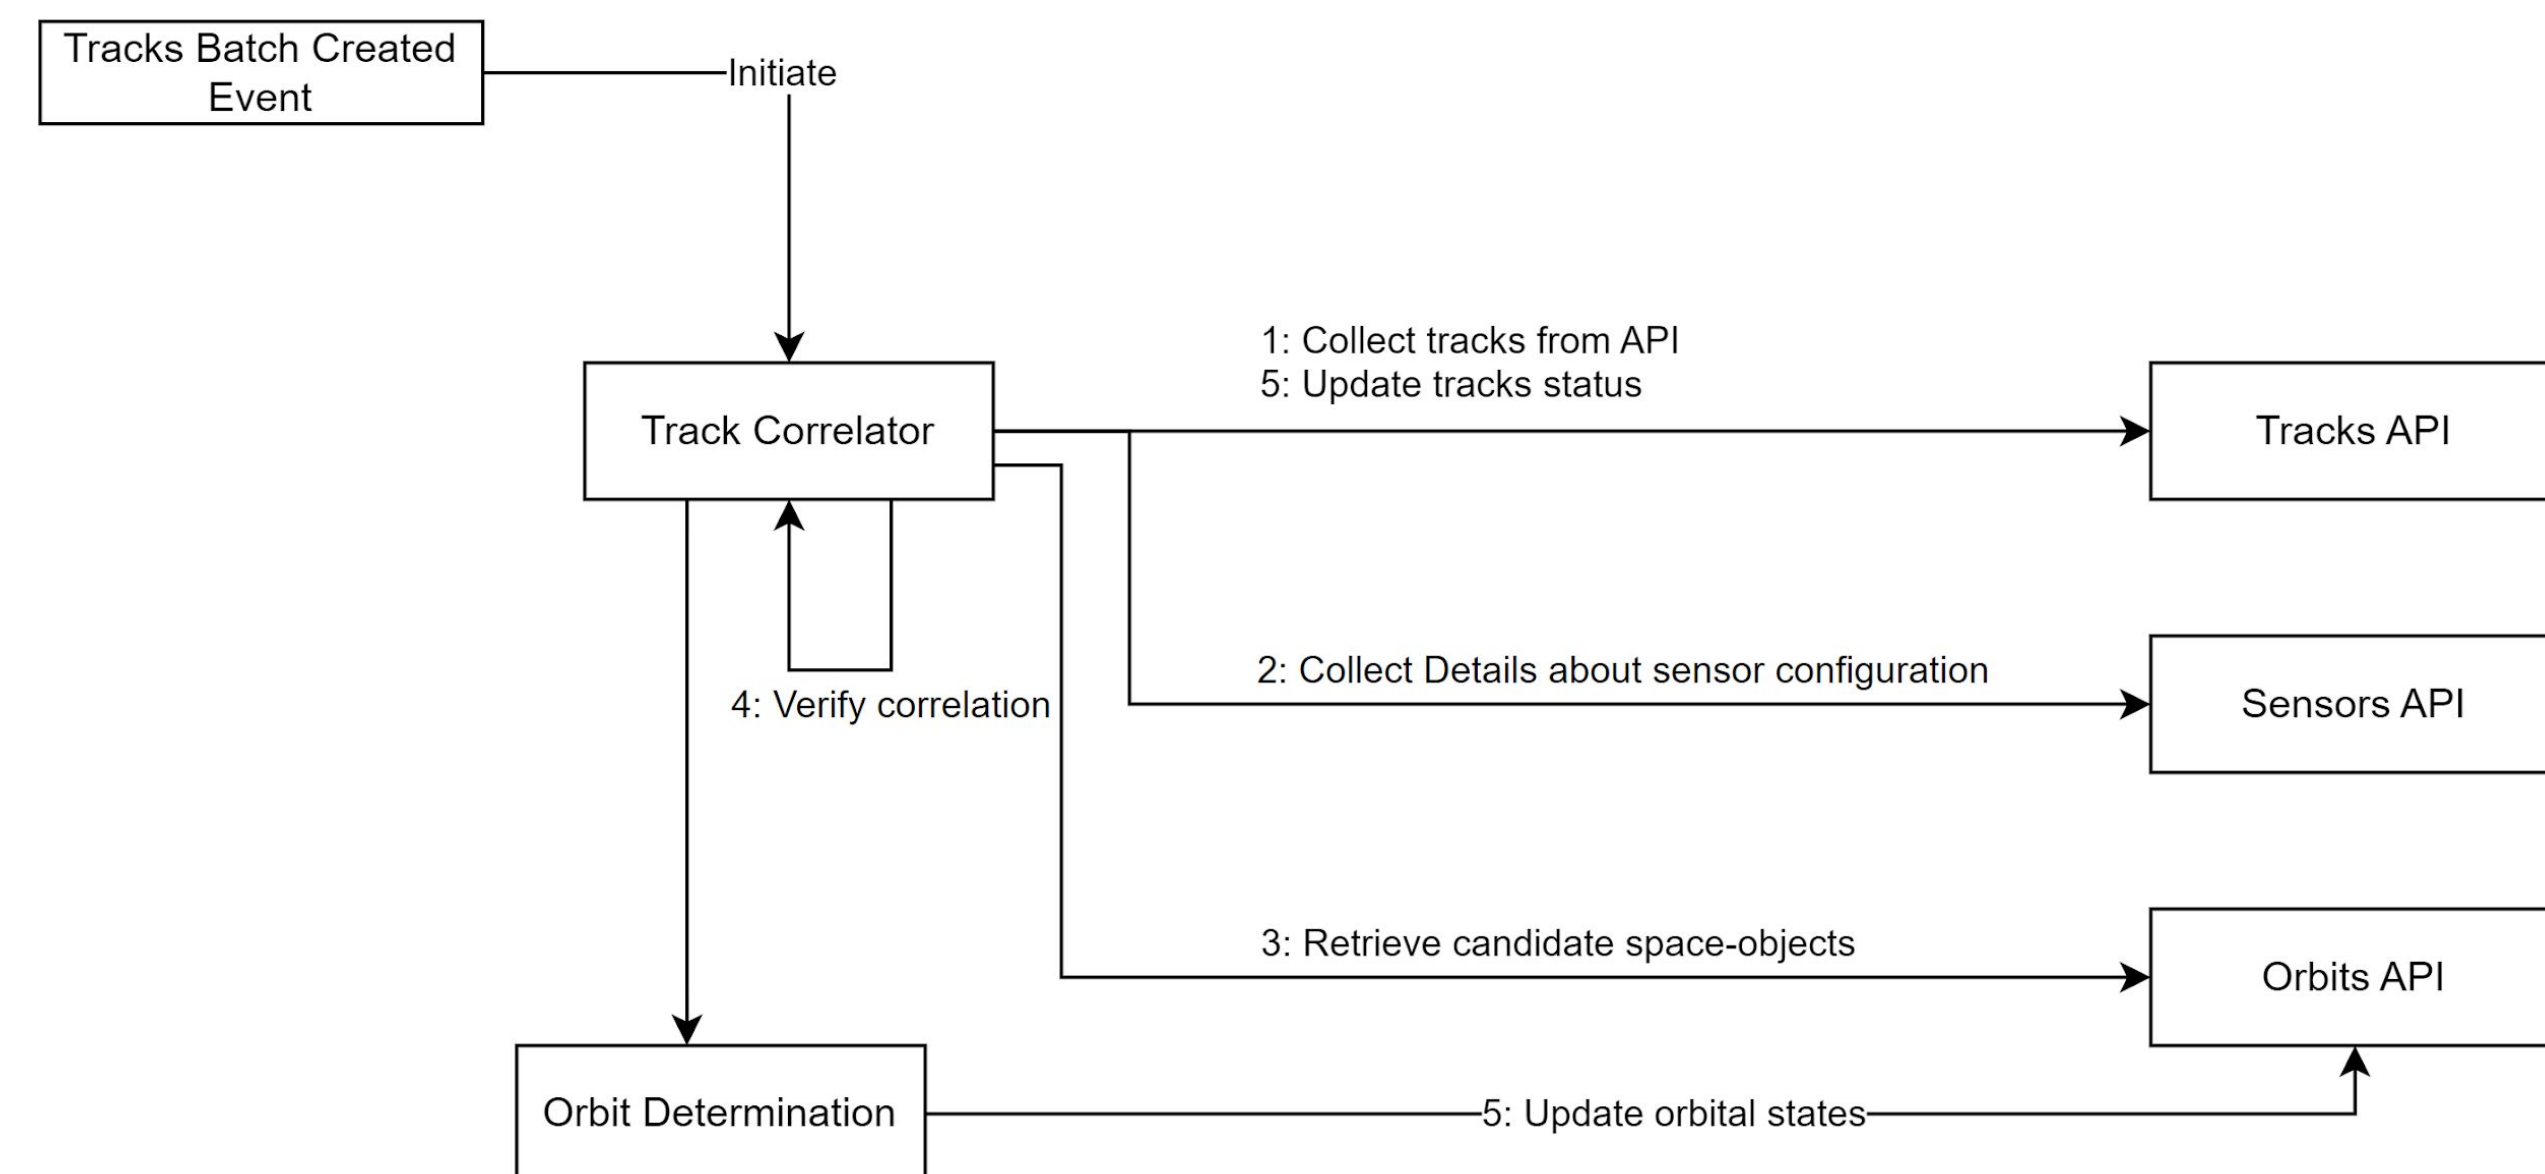 Tracks Batch Created
Event
Initiate
1: Collect tracks from API
5: Update tracks status
Track Correlator
Tracks API
2: Collect Details about sensor configuration
Sensors API
4: Verify correlation
3: Retrieve candidate space-objects
Orbits API
Orbit Determination
5: Update orbital states